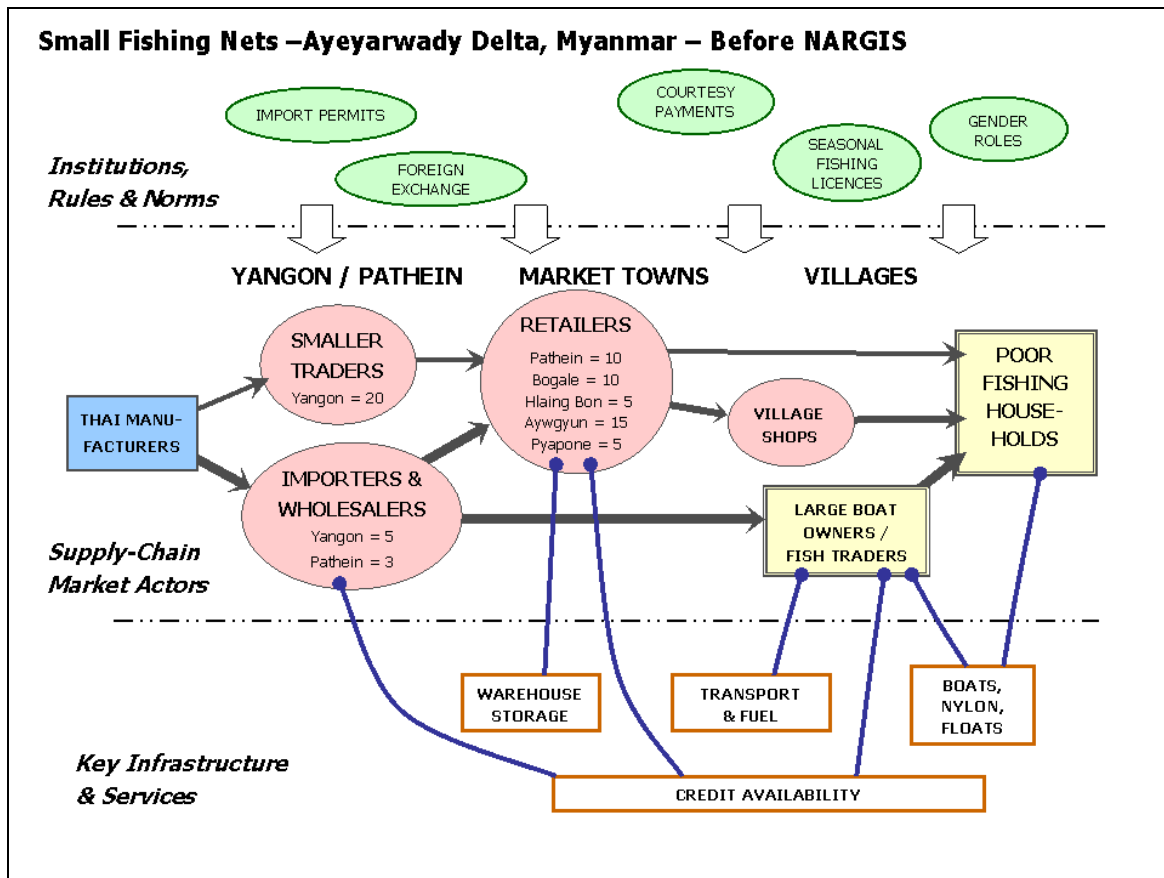 Small Fishing Nets –Ayeyarwady Delta, Myanmar – Before NARGIS
IMPORT PERMITS
FOREIGN
EXCHANGE
COURTESY
PAYMENTS
SEASONAL
FISHING
LICENCES
GENDER
ROLES
Institutions,
Rules & Norms
YANGON / PATHEIN
MARKET TOWNS
VILLAGES
THAI MANU-
FACTURERS
SMALLER
TRADERS
Yangon = 20
IMPORTERS &
WHOLESALERS
Yangon = 5
Pathein = 3
RETAILERS
Pathein = 10
Bogale = 10
Hlaing Bon = 5
Aywgyun = 15
Pyapone = 5
VILLAGE
SHOPS
LARGE BOAT
OWNERS /
FISH TRADERS
POOR
FISHING
HOUSE-
HOLDS
Supply-Chain
Market Actors
WAREHOUSE
STORAGE
TRANSPORT
& FUEL
BOATS,
NYLON,
FLOATS
Key Infrastructure
& Services
CREDIT AVAILABILITY